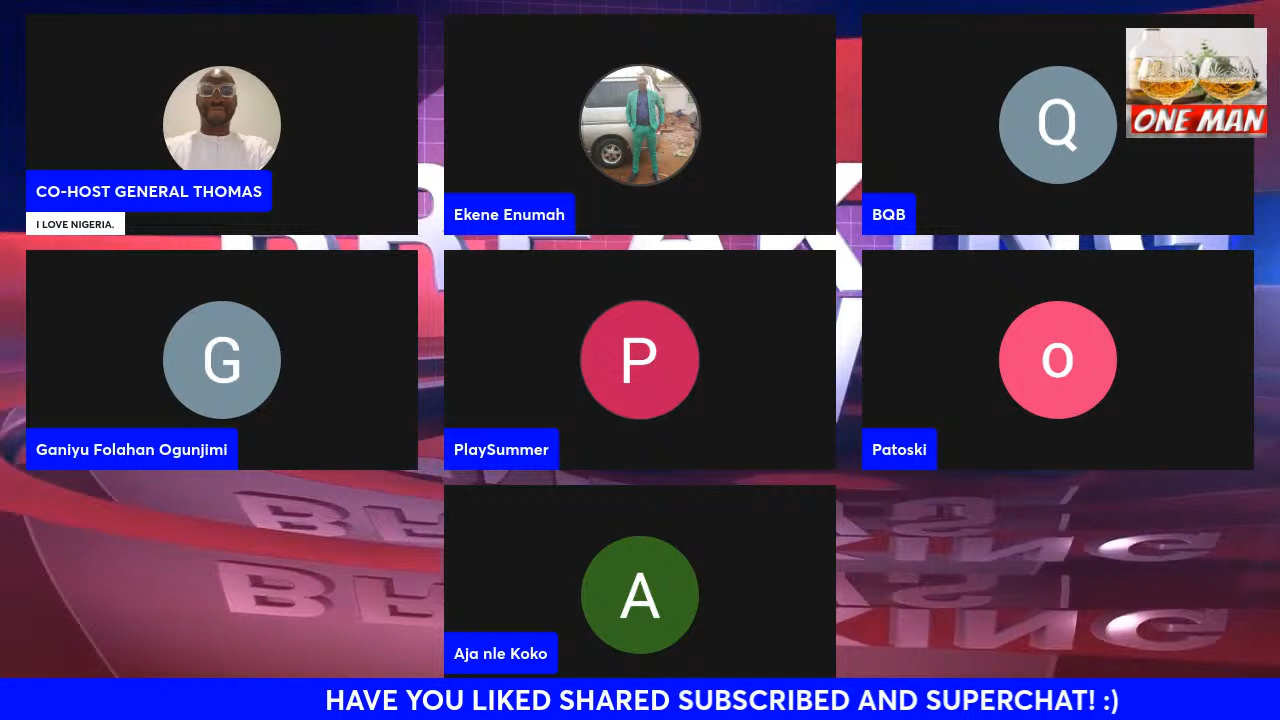 Q
ONE MAN
CO-HOST GENERAL THOMAS
I LOVE NIGERIA.
Ekene Enumah
BQB
BREAKING
G
P
o
Ganiyu Folahan Ogunjimi
PlaySummer
Patoski
A
Aja nle Koko
HAVE YOU LIKED SHARED SUBSCRIBED AND SUPERCHAT! :)